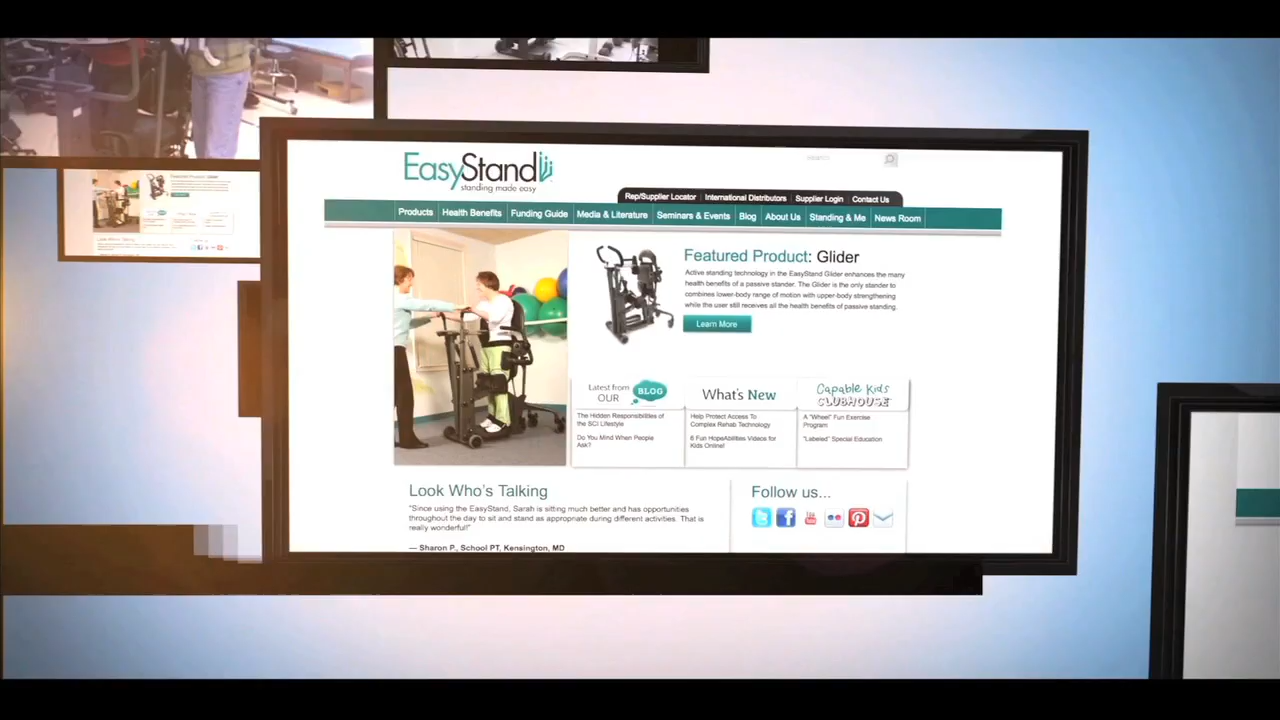 EasyStand
standing made easy
search
Rep/Supplier Locator International Distributors Supplier Login Contact Us
Products Health Benefits Funding Guide Media & Literature Seminars & Events Blog About Us Standing & Me News Room
Featured Product: Glider
Active standing technology in the EasyStand Glider enhances the many
health benefits of a passive stander. The Glider is the only stander to
combines lower-body range of motion with upper-body strengthening
while the user still receives all the health benefits of passive standing.
Learn More
Latest from
OUR BLOG
The Hidden Responsibilities of
the SCI Lifestyle
Do You Mind When People
Ask?
What's New
Help Protect Access To
Complex Rehab Technology
6 Fun HopeAbilities Videos for
Kids Online!
Capable Kids
CLUBHOUSE
A "Wheel" Fun Exercise
Program
"Labeled" Special Education
Look Who's Talking
"Since using the EasyStand, Sarah is sitting much better and has opportunities
throughout the day to sit and stand as appropriate during different activities. That is
really wonderful!"
— Sharon P., School PT, Kensington, MD
Follow us...
You
Tube
Featured Product: Glider